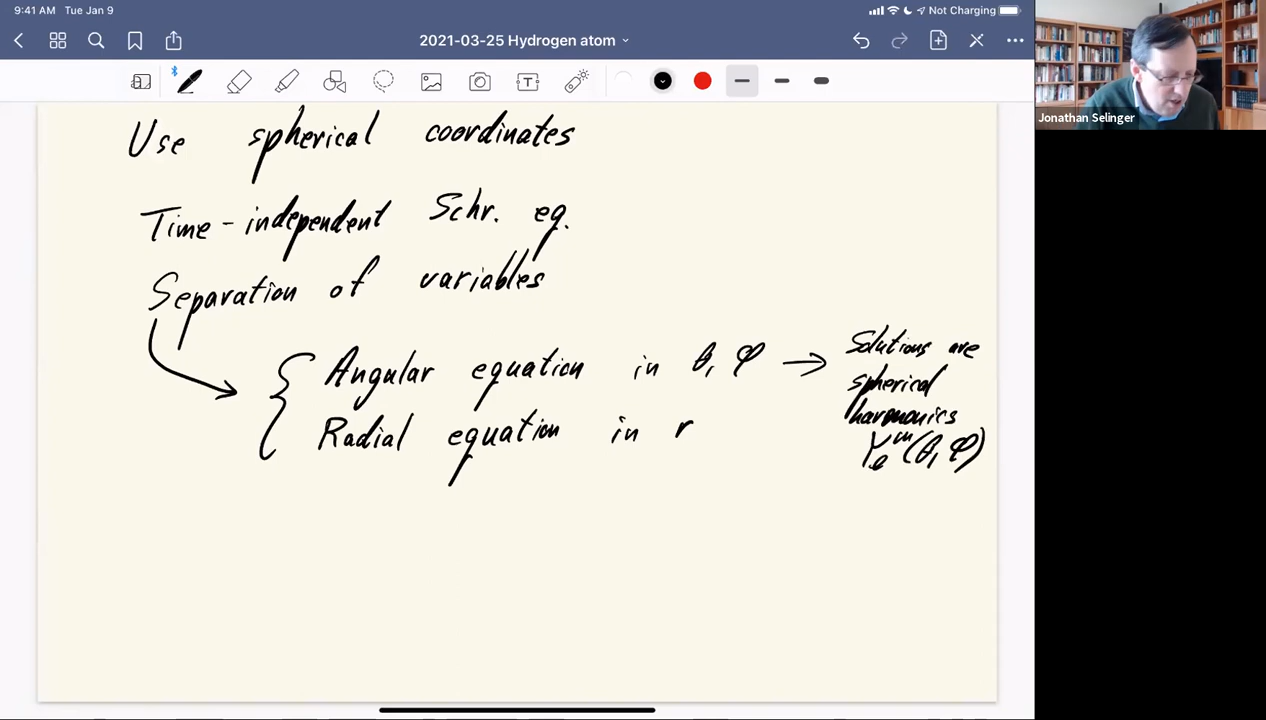 9:41 AM Tue Jan 9
Not Charging
2021-03-25 Hydrogen atom
Jonathan Selinger
Use spherical coordinates
Time-independent Schr. eq.
Separation of variables
Angular equation in θ, φ → Solutions are
spherical
harmonics
Yℓᵐ(θ, φ)
Radial equation in r